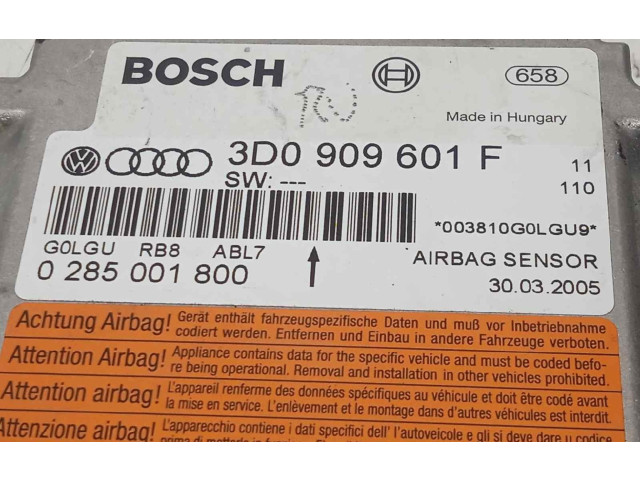 BOSCH
658
Made in Hungary
3D0 909 601 F
11
SW: ---
110
*003810G0LGU9*
G0LGU RB8 ABL7
AIRBAG SENSOR
0 285 001 800
30.03.2005
Achtung Airbag! Gerät enthält fahrzeugspezifische Daten und muß vor Inbetriebnahme
codiert werden. Entfernen und Einbau in andere Fahrzeuge verboten.
Attention Airbag! Appliance contains data for the specific vehicle and must be coded befo-
re being operational. Removal and installation in other vehicles prohibited.
Attention airbag! L'appareil renferme des données spécifiques au véhicule et doit être codé avant
la mise en service. L'enlèvement et le montage dans d'autres véhicules est interdit.
Attenzione airbag! L'apparecchio contiene i dati specifici dell' l'autoveicolo e gli si deve dare u codi